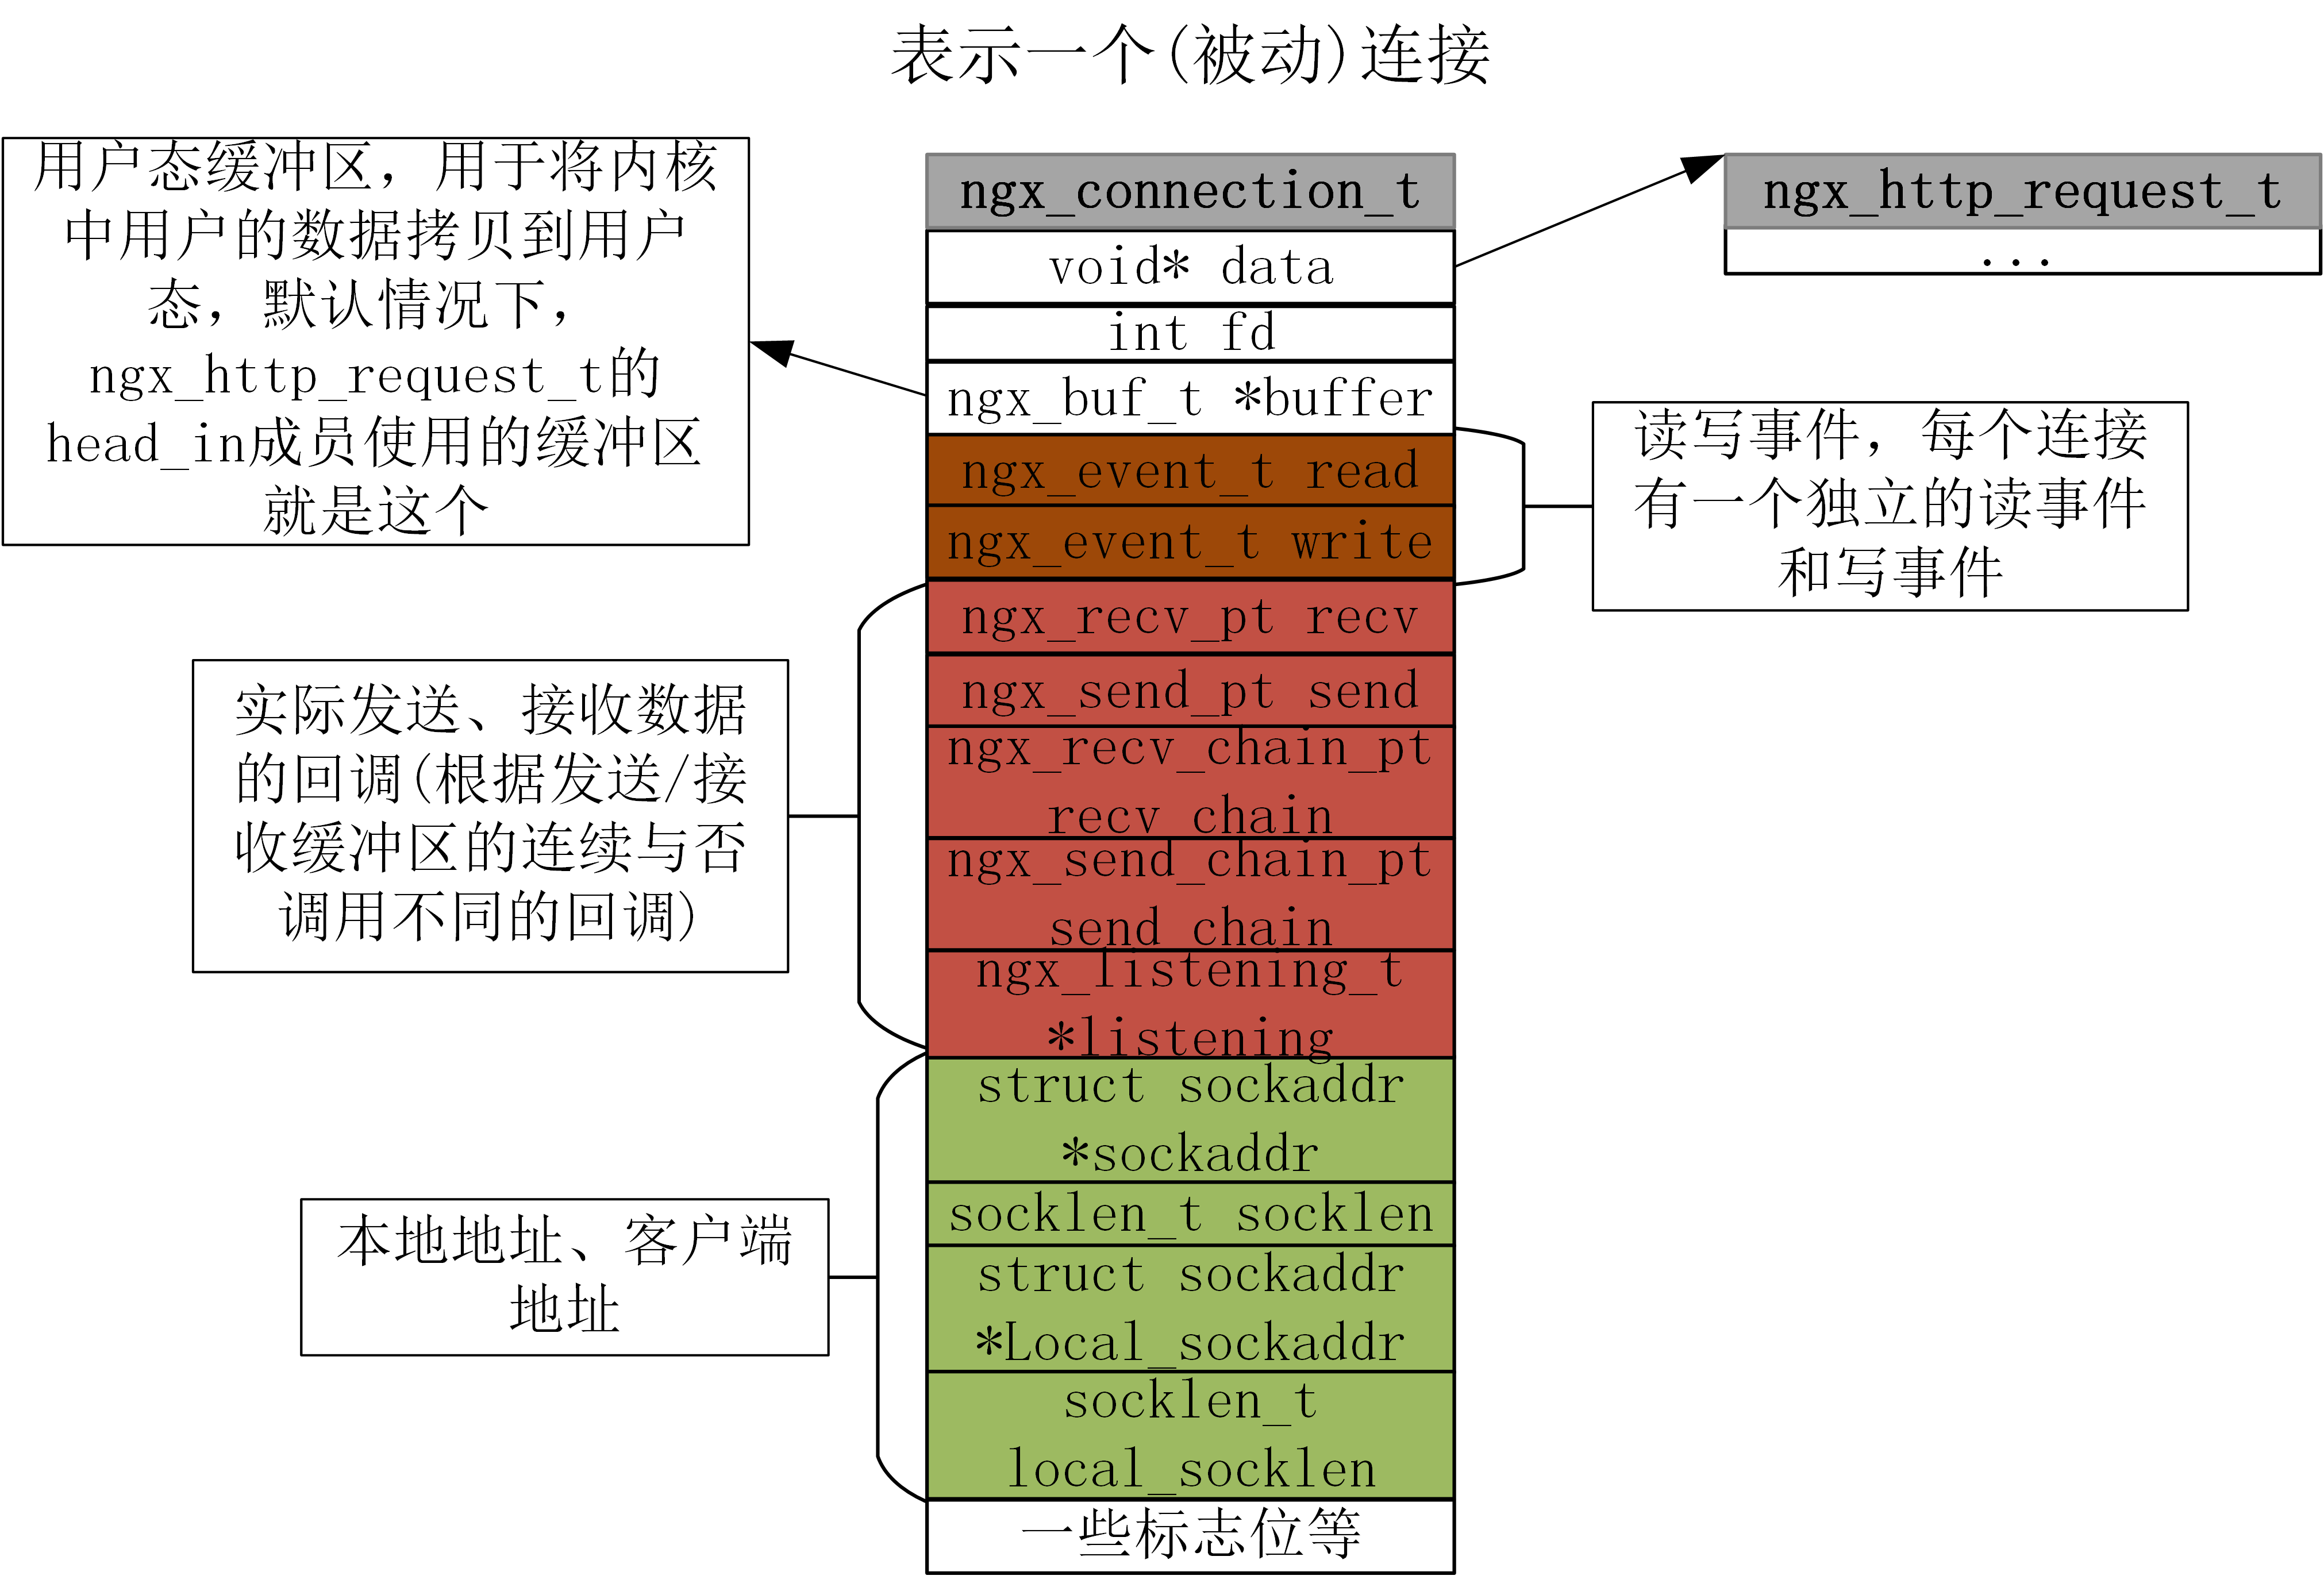 表示一个(被动)连接
用户态缓冲区，用于将内核
中用户的数据拷贝到用户
态，默认情况下，
ngx_http_request_t的
head_in成员使用的缓冲区
就是这个
ngx_connection_t
void* data
int fd
ngx_buf_t *buffer
ngx_event_t read
ngx_event_t write
ngx_recv_pt recv
ngx_send_pt send
ngx_recv_chain_pt
recv chain
ngx_send_chain_pt
send chain
ngx_listening_t
*listening
struct sockaddr
*sockaddr
socklen_t socklen
struct sockaddr
*Local_sockaddr
socklen_t
local_socklen
一些标志位等
ngx_http_request_t
...
读写事件，每个连接
有一个独立的读事件
和写事件
实际发送、接收数据
的回调(根据发送/接
收缓冲区的连续与否
调用不同的回调)
本地地址、客户端
地址